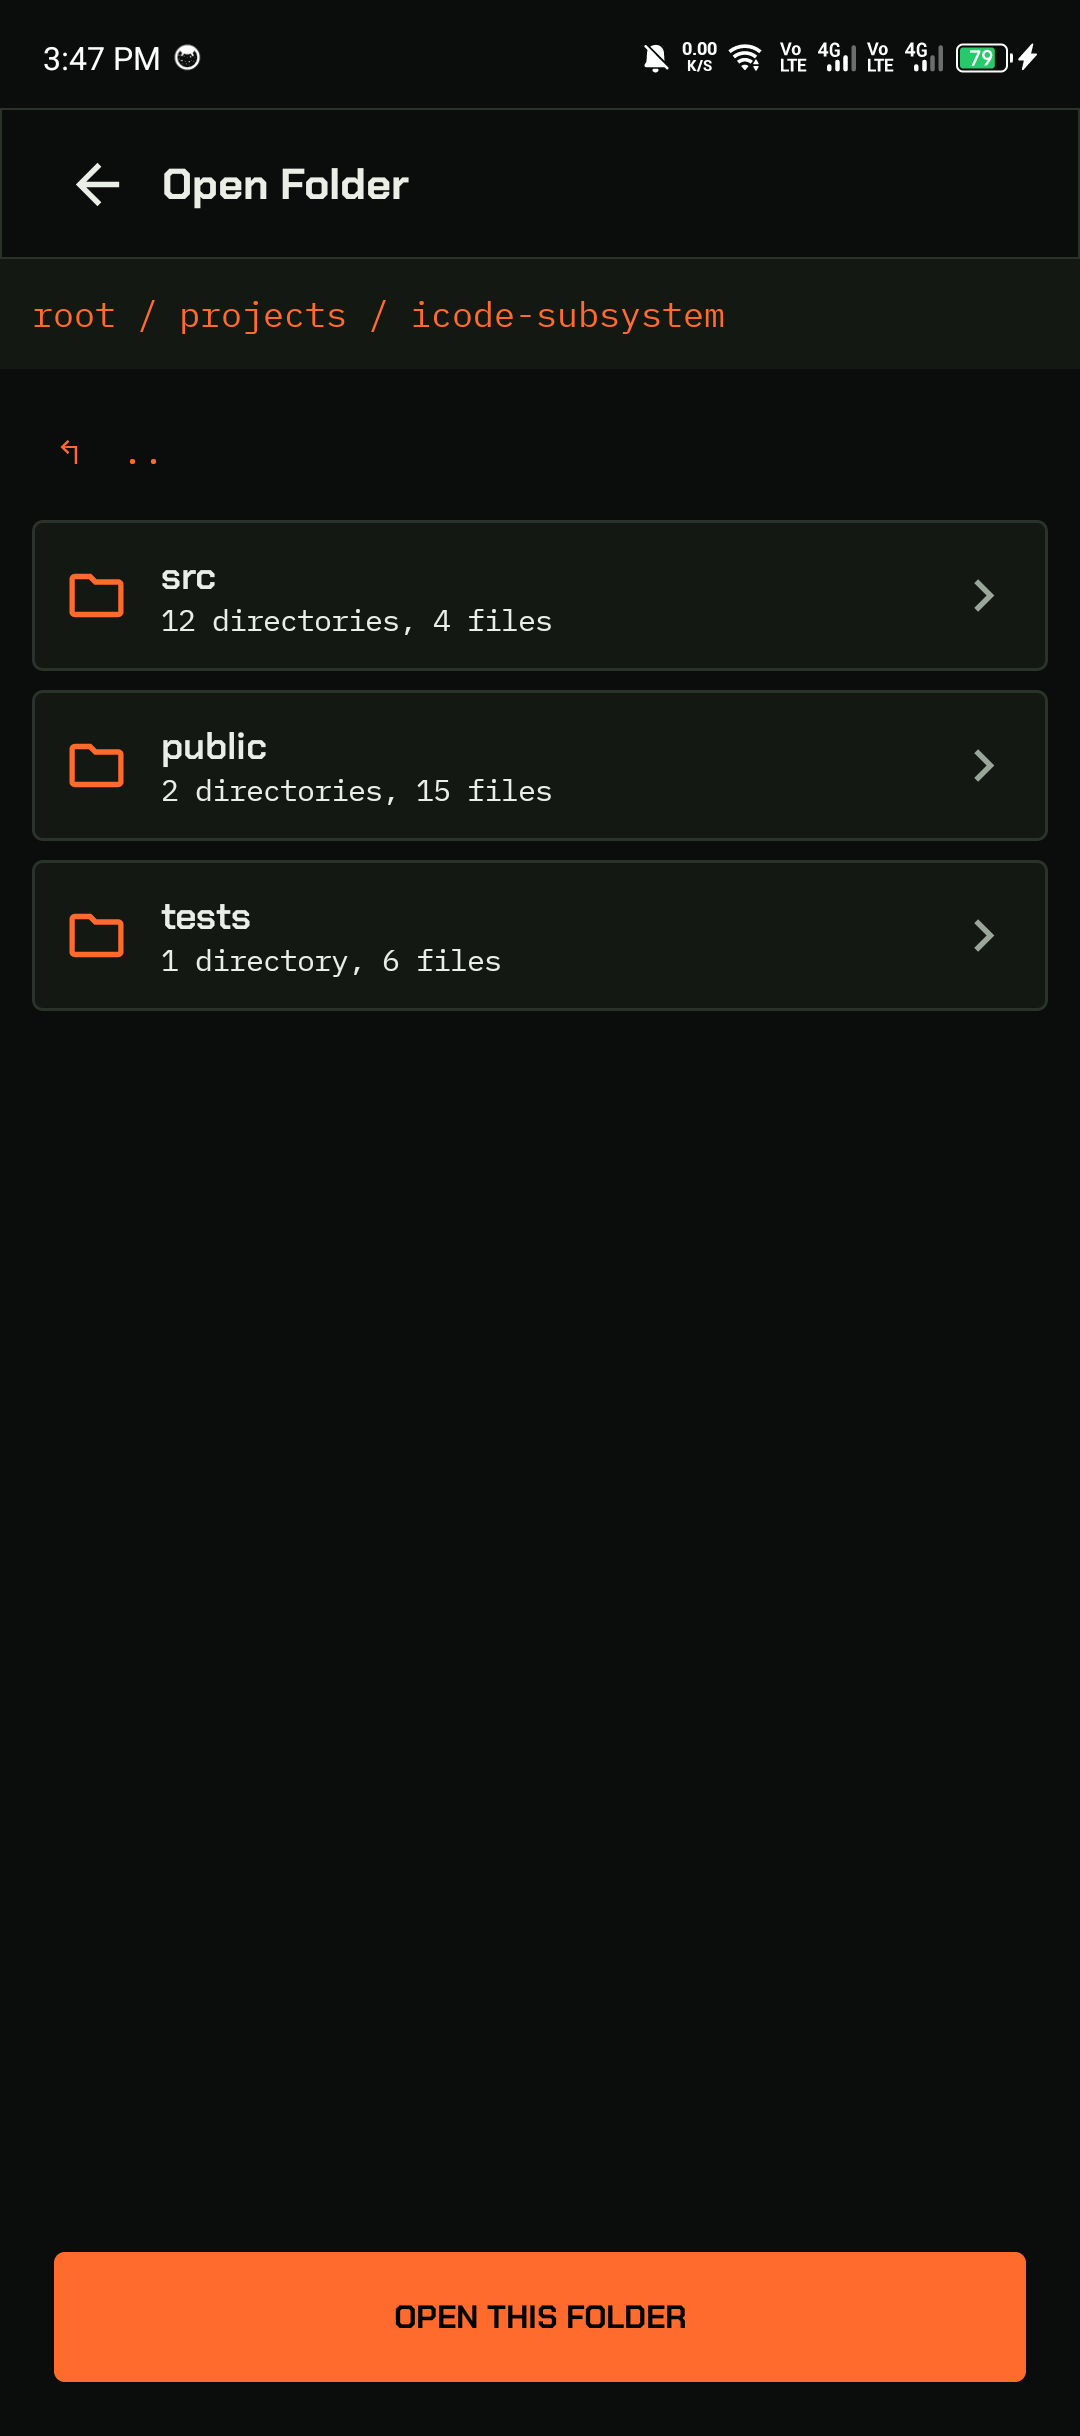 3:47 PM
0.00 K/S
Vo LTE 4G
Vo LTE 4G
79
Open Folder
root / projects / icode-subsystem
↰ ..
src
12 directories, 4 files
public
2 directories, 15 files
tests
1 directory, 6 files
OPEN THIS FOLDER